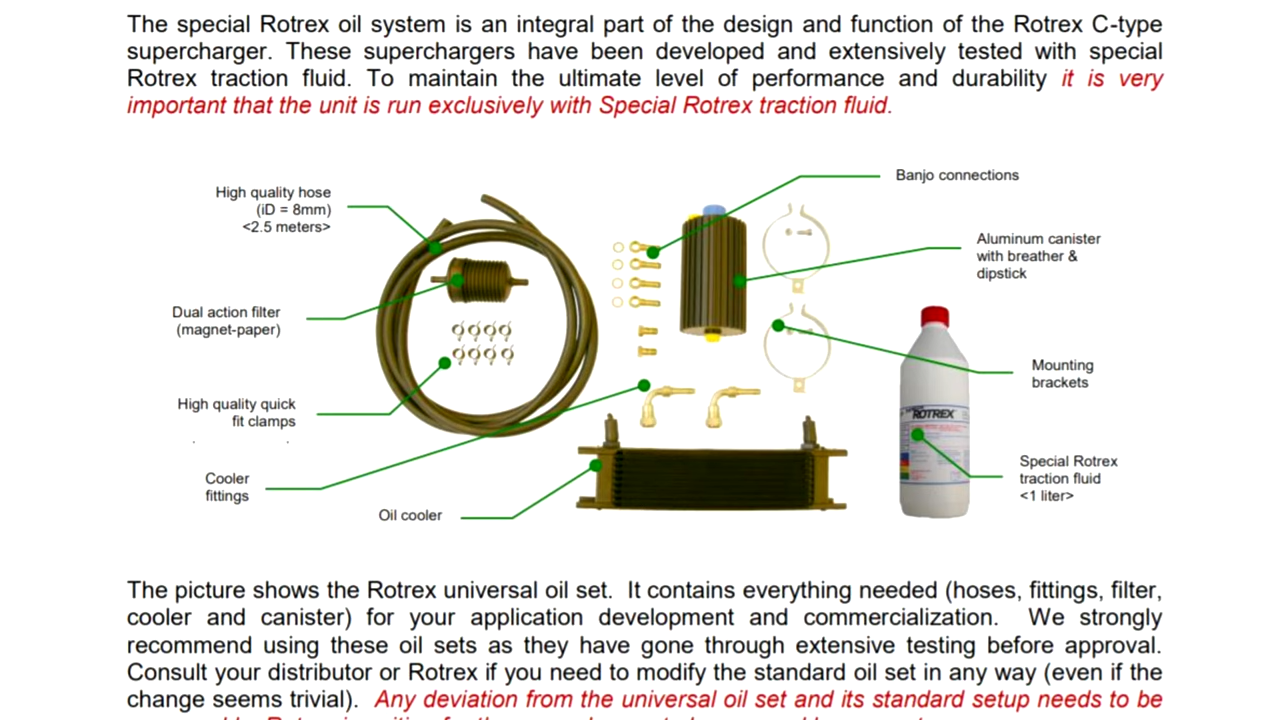 The special Rotrex oil system is an integral part of the design and function of the Rotrex C-type
supercharger. These superchargers have been developed and extensively tested with special
Rotrex traction fluid. To maintain the ultimate level of performance and durability it is very
important that the unit is run exclusively with Special Rotrex traction fluid.
Banjo connections
High quality hose
(iD = 8mm)
<2.5 meters>
Aluminum canister
with breather &
dipstick
Dual action filter
(magnet-paper)
Mounting
brackets
High quality quick
fit clamps
ROTREX
Special Rotrex
traction fluid
<1 liter>
Cooler
fittings
Oil cooler
The picture shows the Rotrex universal oil set. It contains everything needed (hoses, fittings, filter,
cooler and canister) for your application development and commercialization. We strongly
recommend using these oil sets as they have gone through extensive testing before approval.
Consult your distributor or Rotrex if you need to modify the standard oil set in any way (even if the
change seems trivial). Any deviation from the universal oil set and its standard setup needs to be